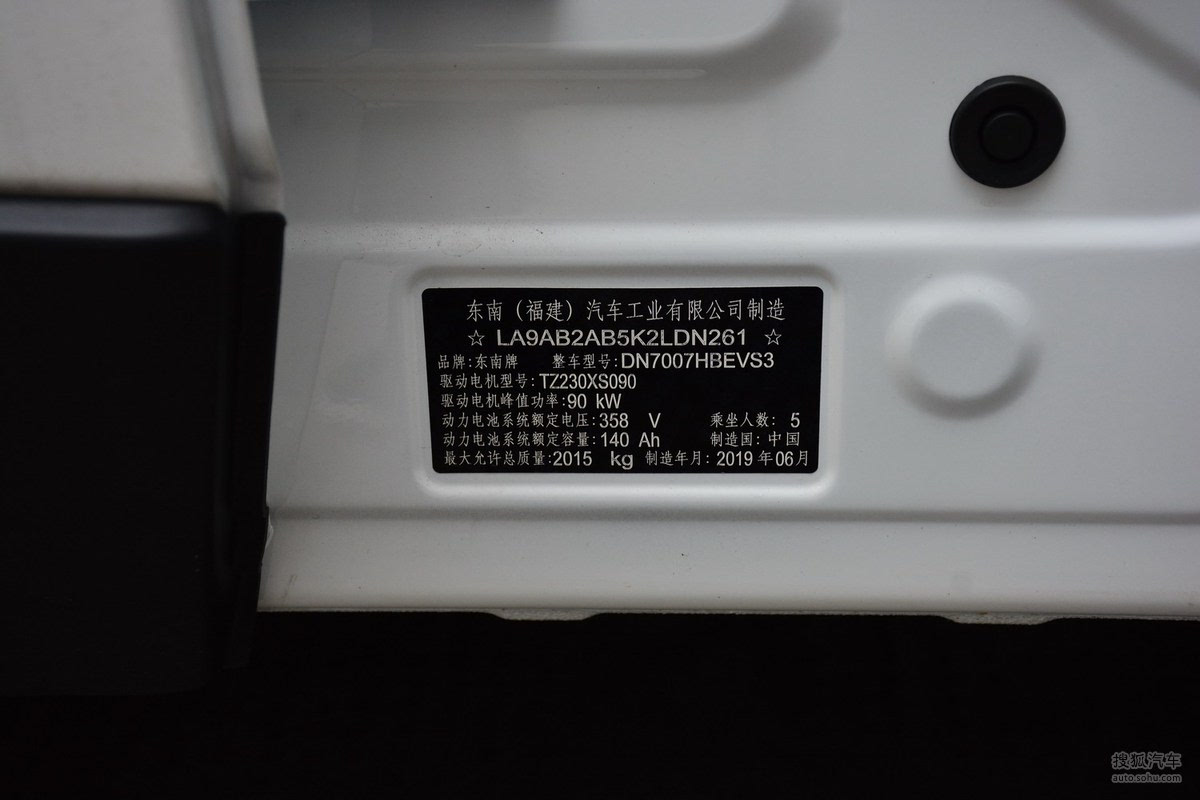 东南（福建）汽车工业有限公司制造
☆ LA9AB2AB5K2LDN261 ☆
品牌:东南牌 整车型号:DN7007HBEVS3
驱动电机型号:TZ230XS090
驱动电机峰值功率:90 kW
动力电池系统额定电压:358 V 乘坐人数: 5
动力电池系统额定容量:140 Ah 制造国: 中国
最大允许总质量:2015 kg 制造年月: 2019年06月
搜狐汽车
auto.sohu.com